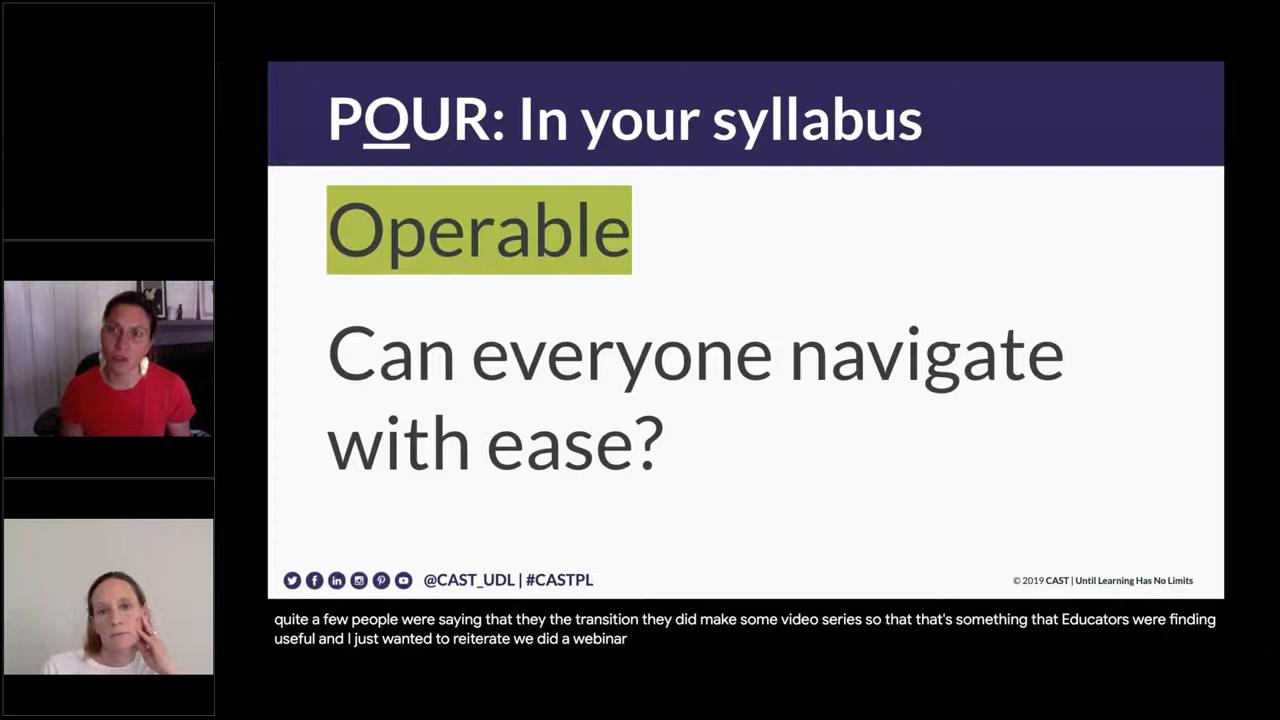 POUR: In your syllabus
Operable
Can everyone navigate
with ease?
@CAST_UDL | #CASTPL
© 2019 CAST | Until Learning Has No Limits
quite a few people were saying that they the transition they did make some video series so that that's something that Educators were finding
useful and I just wanted to reiterate we did a webinar